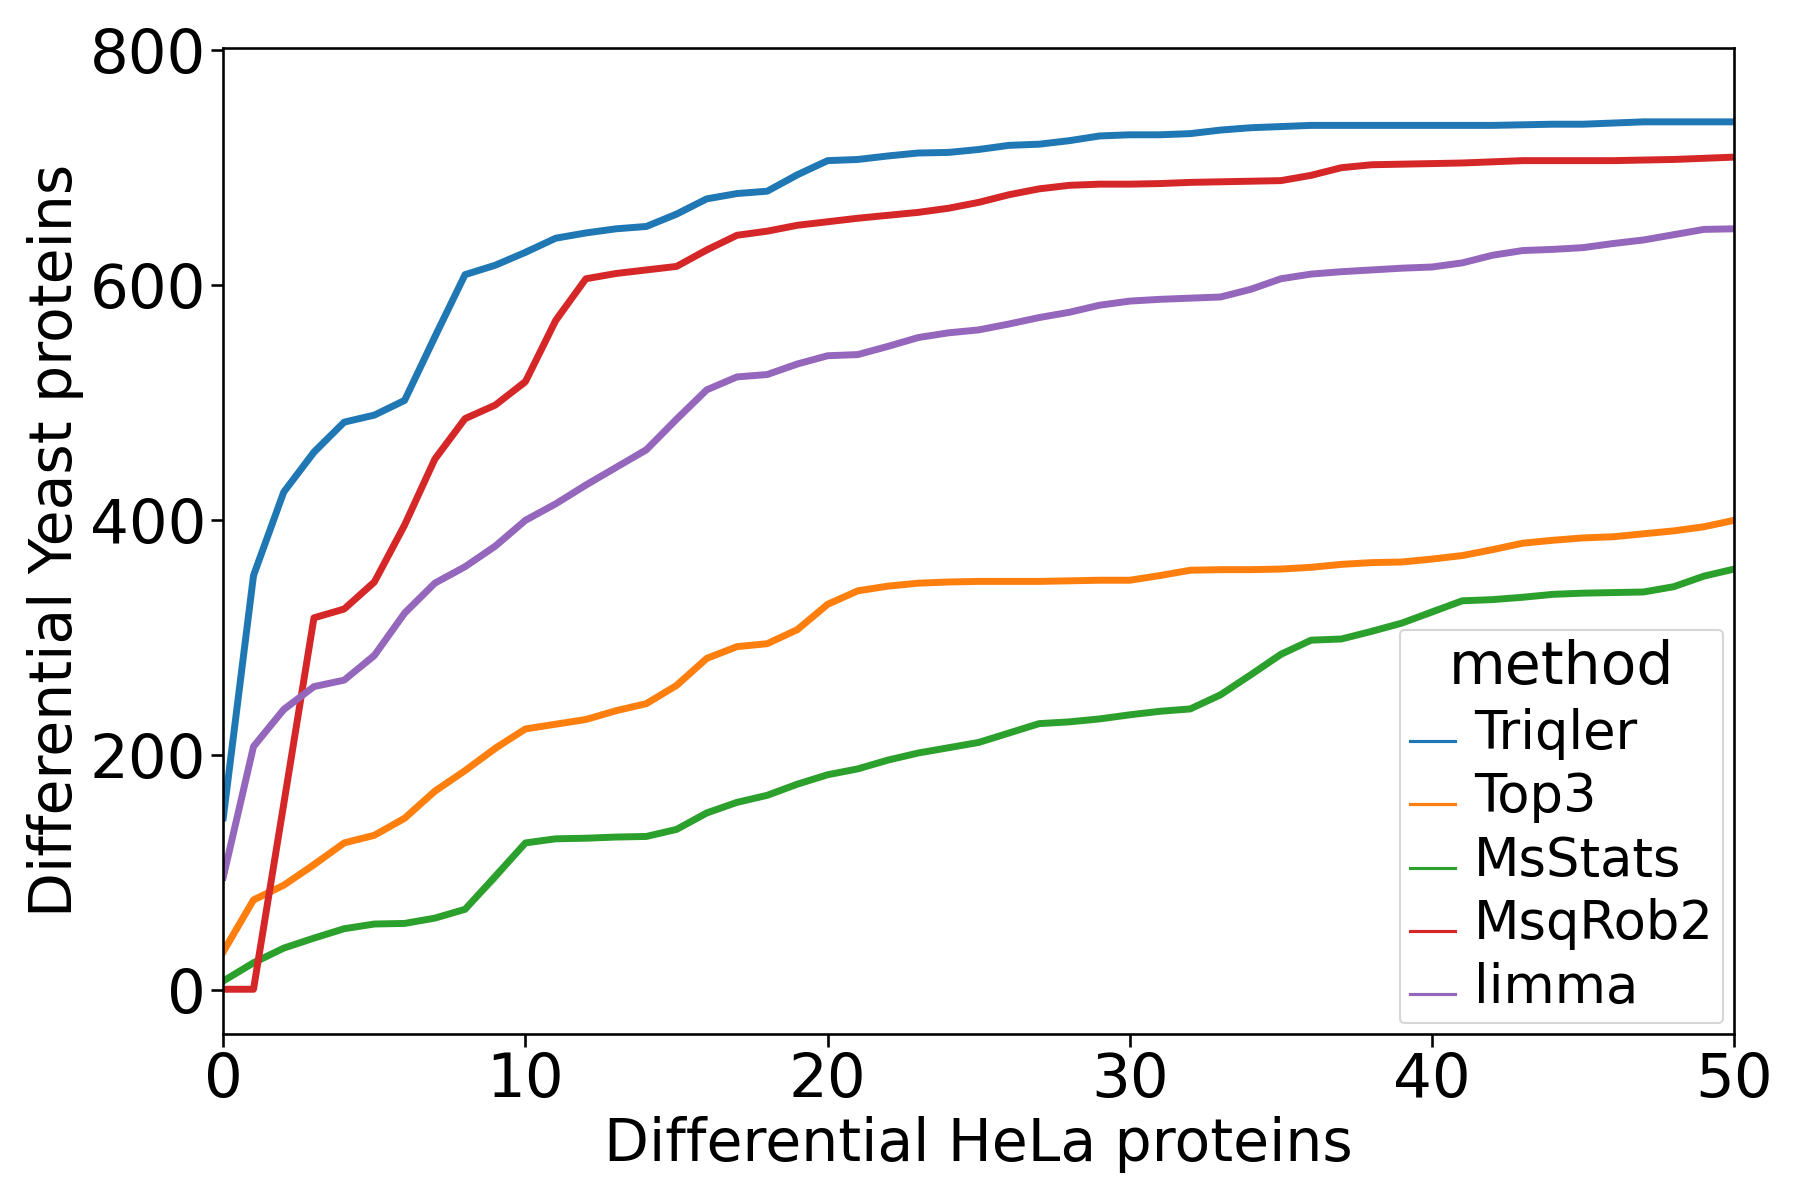 800
600
400
200
0
Differential Yeast proteins
0 10 20 30 40 50
Differential HeLa proteins
method
Triqler
Top3
MsStats
MsqRob2
limma